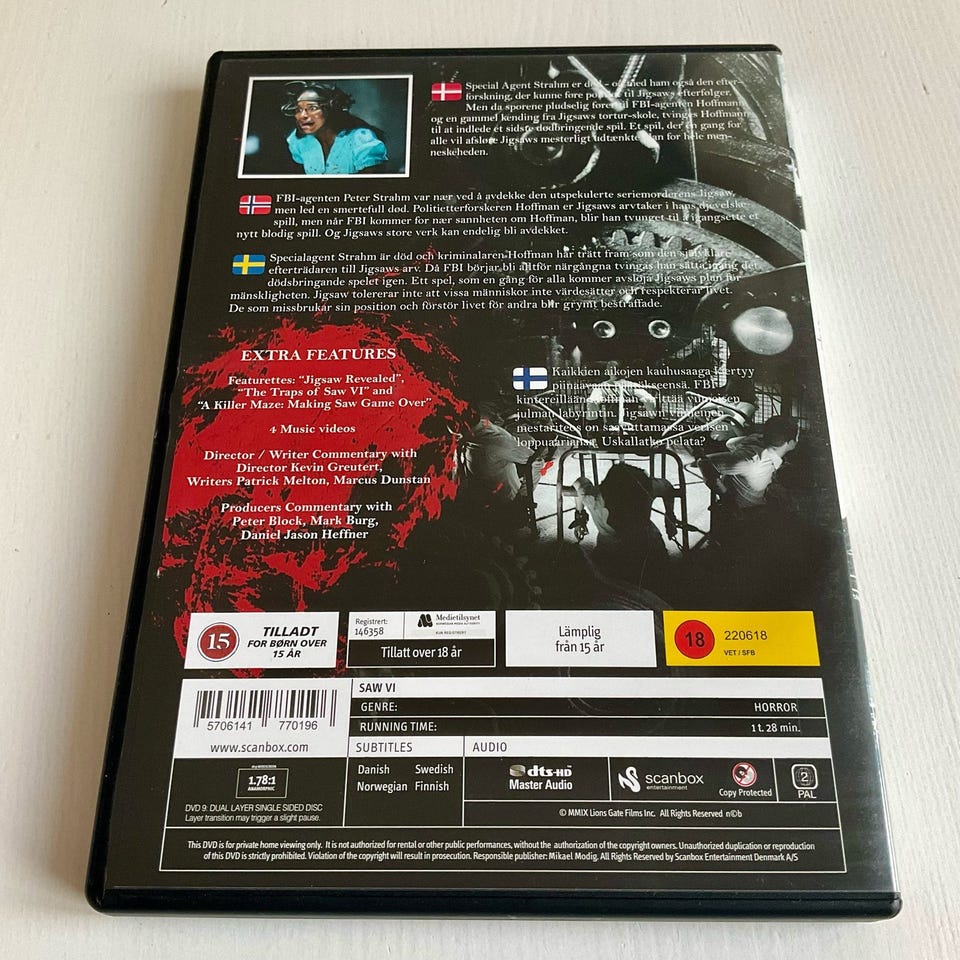 Special Agent Strahm er død – og med ham også den efter-
forskning, der kunne føre politiet til Jigsaws efterfølger.
Men da sporene pludselig fører til FBI-agenten Hoffmann
og en gammel kending fra Jigsaws tortur-skole, tvinges Hoffmann
til at indlede et sidste dødbringende spil. Et spil, der en gang for
alle vil afsløre Jigsaws mesterligt udtænkte plan for hele men-
neskeheden.
FBI-agenten Peter Strahm var nær ved å avdekke den utspekulerte seriemorderens Jigsaw,
men led en smertefull død. Politietterforskeren Hoffman er Jigsaws arvtaker i hans djevelske
spill, men når FBI kommer for nær sannheten om Hoffman, blir han tvunget til å igangsette et
nytt blodig spill. Og Jigsaws store verk kan endelig bli avdekket.
Specialagent Strahm är död och kriminalaren Hoffman har trätt fram som den självklare
efterträdaren till Jigsaws arv. Då FBI börjar bli alltför närgångna tvingas han sätta igång det
dödsbringande spelet igen. Ett spel, som en gång för alla kommer avslöja Jigsaws plan för
mänskligheten. Jigsaw tolererar inte att vissa människor inte värdesätter och respekterar livet.
De som missbrukar sin position och förstör livet för andra blir grymt bestraffade.
EXTRA FEATURES
Featurettes: "Jigsaw Revealed",
"The Traps of Saw VI" and
"A Killer Maze: Making Saw Game Over"
4 Music videos
Director / Writer Commentary with
Director Kevin Greutert,
Writers Patrick Melton, Marcus Dunstan
Producers Commentary with
Peter Block, Mark Burg,
Daniel Jason Heffner
Kaikkien aikojen kauhusaaga kiertyy
piinaavaan FBI
julman labyrintin. Jigsawn viimeinen
mestariteos on saavuttamassa verisen
loppuaariansa. Uskallatko pelata?
15
TILLADT
FOR BØRN OVER
15 ÅR
Registrert:
146358
Medietilsynet
NORWEGIAN MEDIA AUTHORITY
KUN REGISTRERT
Tillatt over 18 år
Lämplig
från 15 år
18
220618
VET / SFB
5706141 770196
www.scanbox.com
SAW VI
GENRE: HORROR
RUNNING TIME: 1 t. 28 min.
SUBTITLES
Danish Swedish
Norwegian Finnish
AUDIO
dts-HD
Master Audio
scanbox
entertainment
Copy Protected
2
PAL
1.78:1
ANAMORPHIC
DVD 9: DUAL LAYER SINGLE SIDED DISC
Layer transition may trigger a slight pause.
© MMIX Lions Gate Films Inc. All Rights Reserved n©b
This DVD is for private home viewing only. It is not authorized for rental or other public performances, without the authorization of the copyright owners. Unauthorized duplication or reproduction
of this DVD is strictly prohibited. Violation of the copyright will result in prosecution. Responsible publisher: Mikael Modig, All Rights Reserved by Scanbox Entertainment Denmark A/S